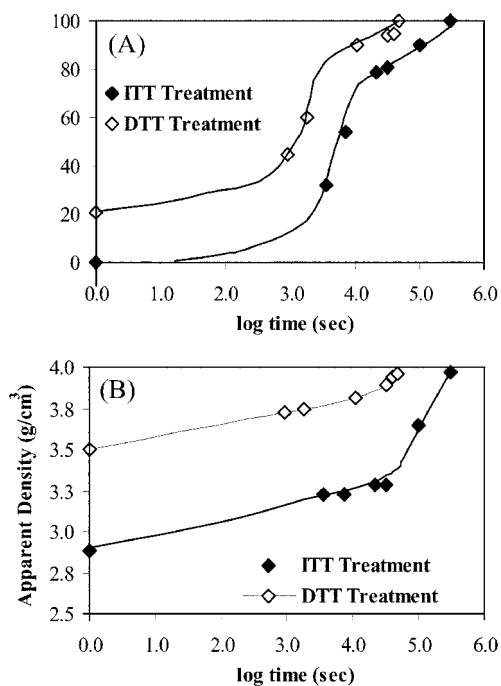 (A)
100
80
60
40
20
0
ITT Treatment
DTT Treatment
0.0 1.0 2.0 3.0 4.0 5.0 6.0
log time (sec)
(B)
Apparent Density (g/cm³)
4.0
3.8
3.5
3.3
3.0
2.8
2.5
ITT Treatment
DTT Treatment
0.0 1.0 2.0 3.0 4.0 5.0 6.0
log time (sec)